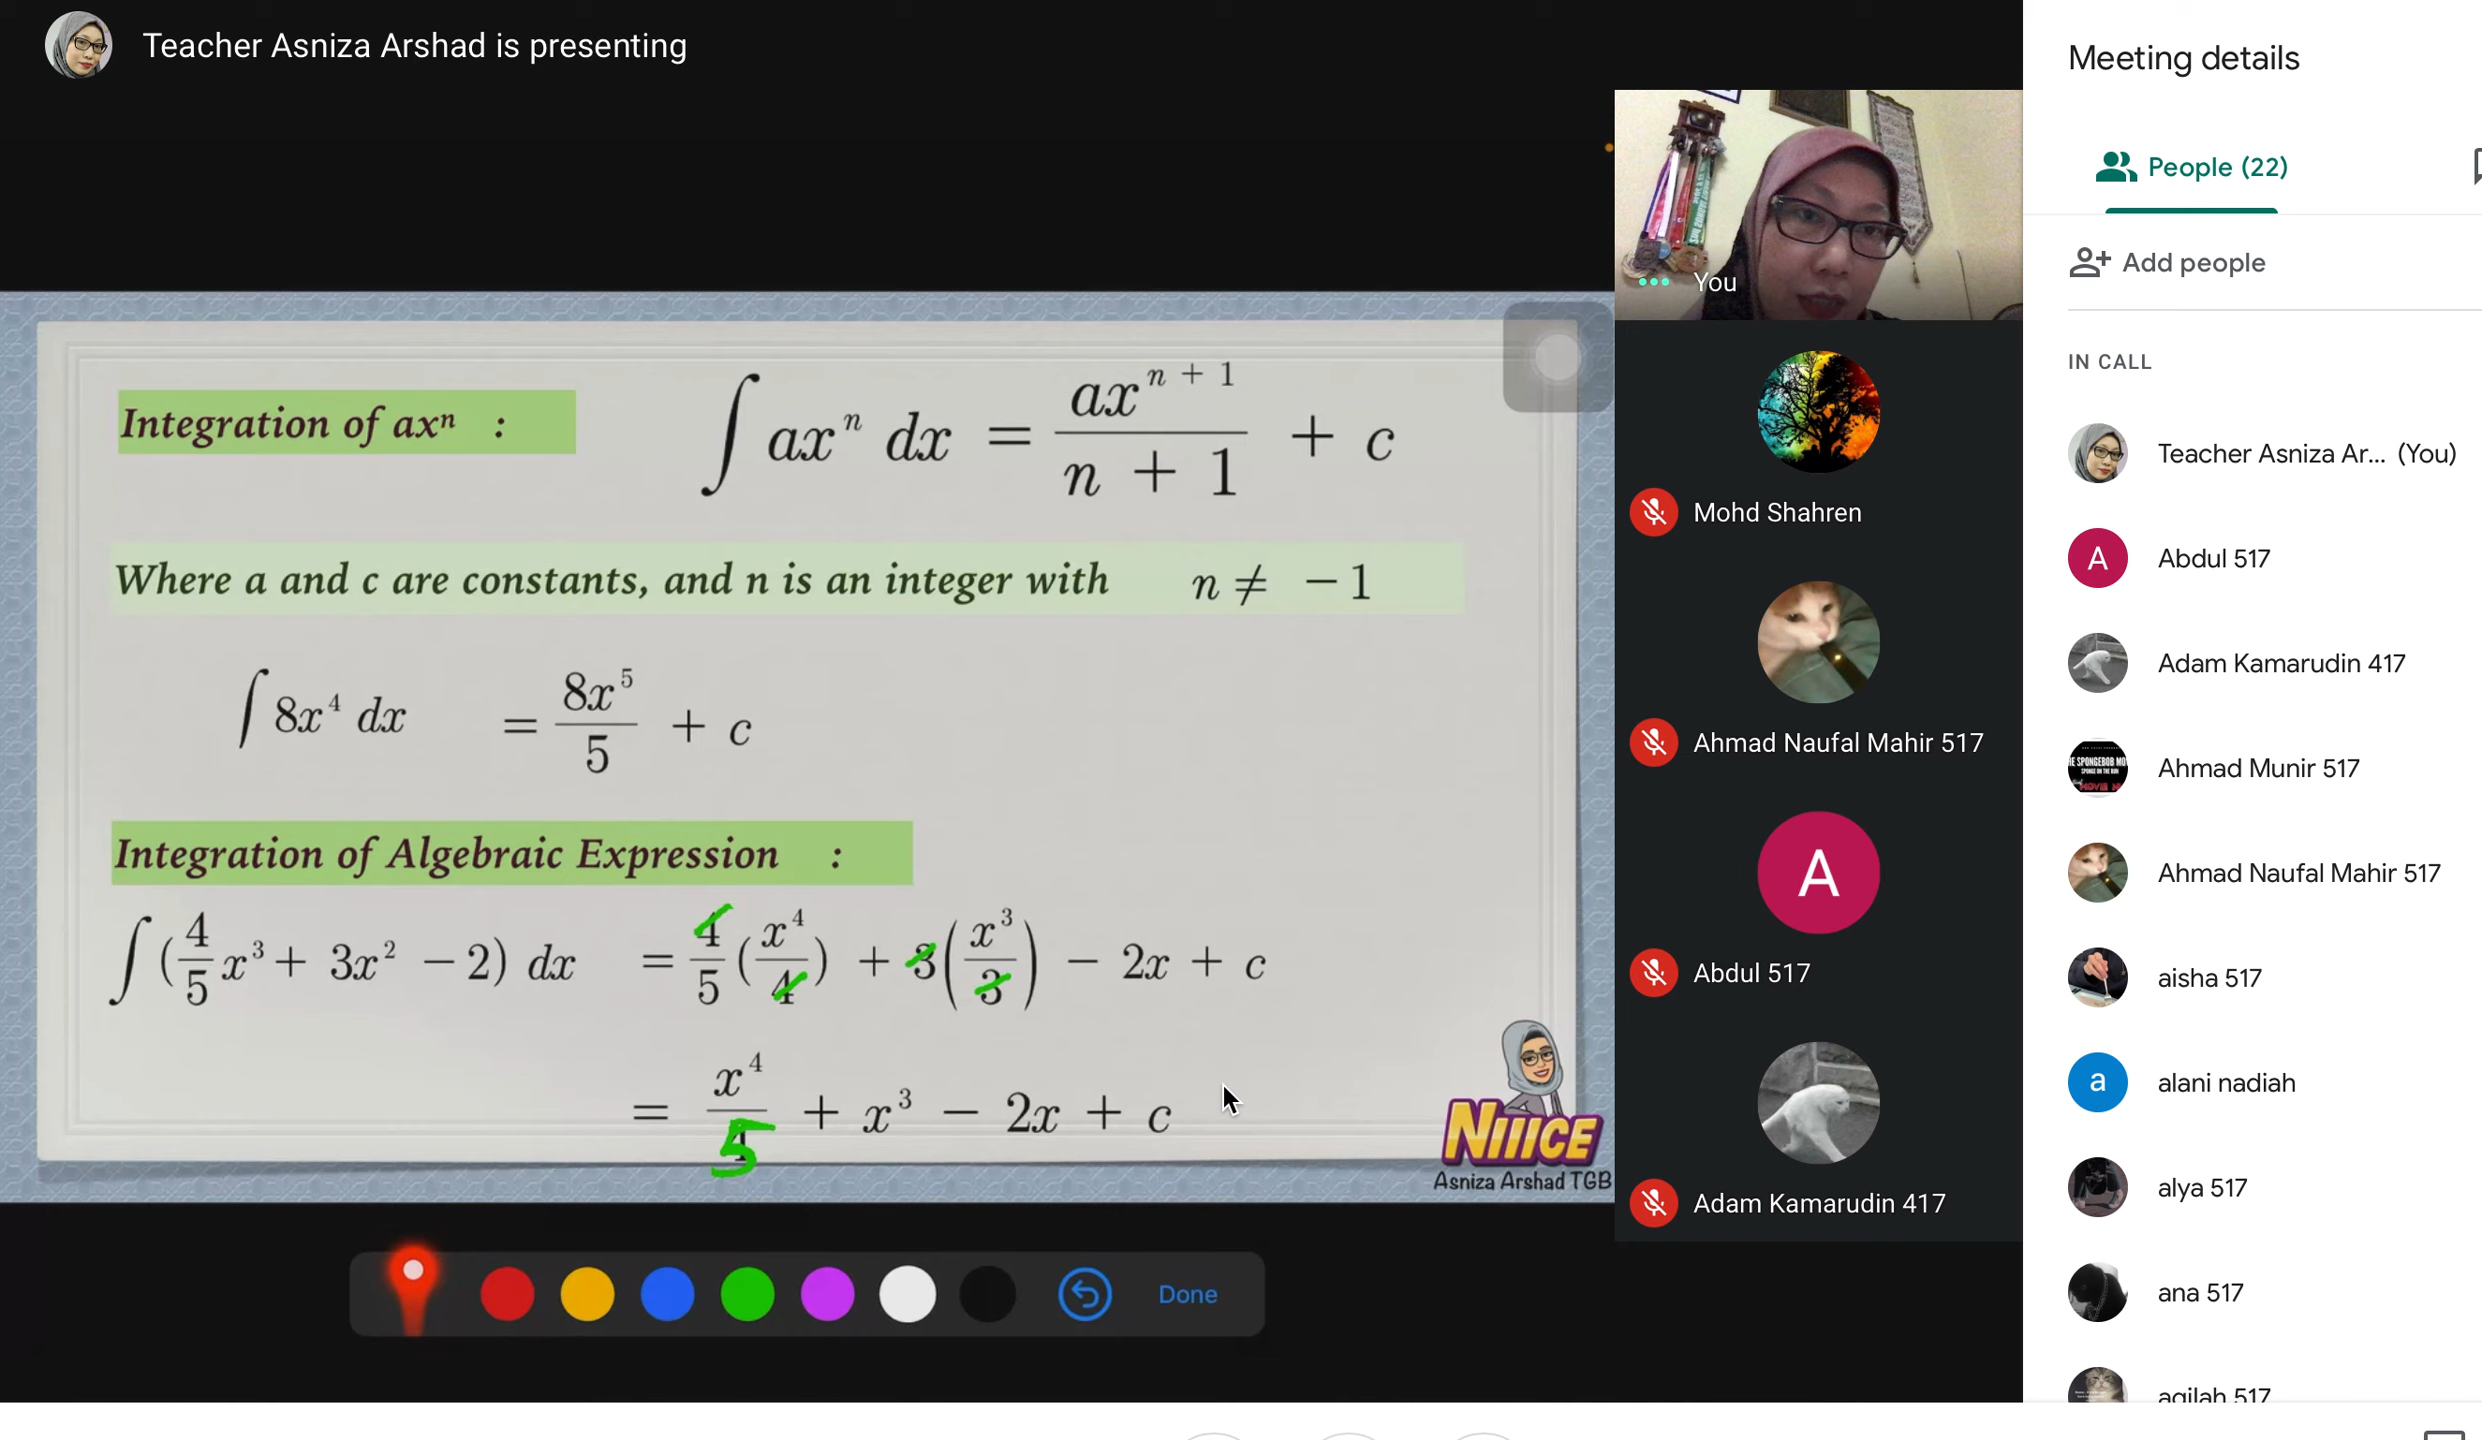 Teacher Asniza Arshad is presenting
Integration of axⁿ :
∫ axⁿ dx = axⁿ ⁺ ¹ / n + 1 + c
Where a and c are constants, and n is an integer with n ≠ − 1
∫ 8x⁴ dx = 8x⁵ / 5 + c
Integration of Algebraic Expression :
∫ (4/5 x³ + 3x² − 2) dx = 4/5 (x⁴/4) + 3(x³/3) − 2x + c
= x⁴/5 + x³ − 2x + c
NIIICE
Asniza Arshad TGB
Done
You
Mohd Shahren
Ahmad Naufal Mahir 517
A
Abdul 517
Adam Kamarudin 417
Meeting details
People (22)
Add people
IN CALL
Teacher Asniza Ar... (You)
A Abdul 517
Adam Kamarudin 417
Ahmad Munir 517
Ahmad Naufal Mahir 517
aisha 517
a alani nadiah
alya 517
ana 517
aqilah 517